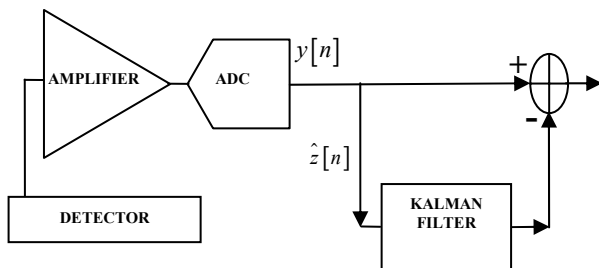 y[n]
+
AMPLIFIER
ADC
-
ẑ[n]
KALMAN
FILTER
DETECTOR